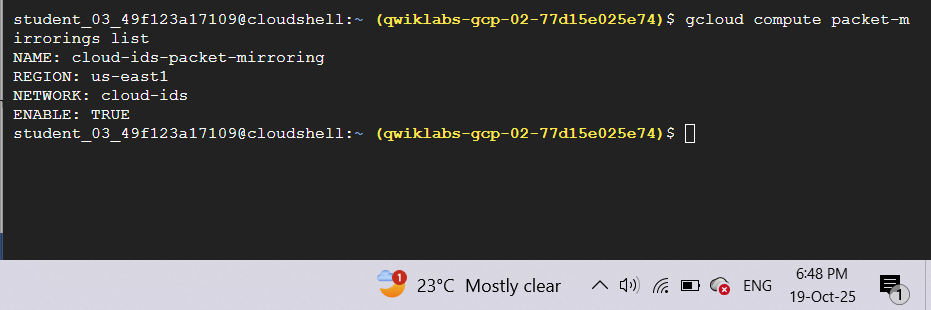 student_03_49f123a17109@cloudshell:~ (qwiklabs-gcp-02-77d15e025e74)$ gcloud compute packet-m
irrorings list
NAME: cloud-ids-packet-mirroring
REGION: us-east1
NETWORK: cloud-ids
ENABLE: TRUE
student_03_49f123a17109@cloudshell:~ (qwiklabs-gcp-02-77d15e025e74)$
1
23°C Mostly clear
ENG
6:48 PM
19-Oct-25
1